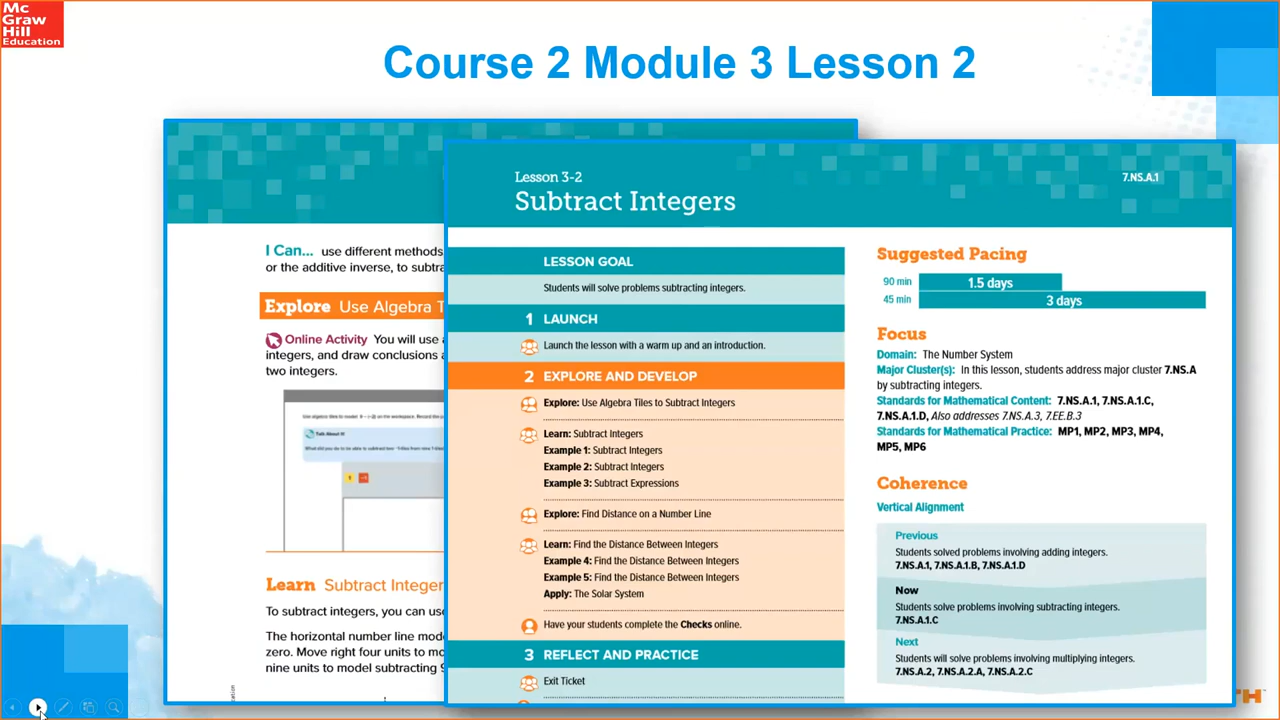 Mc
Graw
Hill
Education
Course 2 Module 3 Lesson 2
I Can... use different methods,
or the additive inverse, to subtra
Explore Use Algebra T
Online Activity You will use
integers, and draw conclusions a
two integers.
Talk About It!
Learn Subtract Integer
To subtract integers, you can use
The horizontal number line mode
zero. Move right four units to mo
nine units to model subtracting 9
Lesson 3-2
Subtract Integers
7.NS.A.1
LESSON GOAL
Students will solve problems subtracting integers.
1 LAUNCH
Launch the lesson with a warm up and an introduction.
2 EXPLORE AND DEVELOP
Explore: Use Algebra Tiles to Subtract Integers
Learn: Subtract Integers
Example 1: Subtract Integers
Example 2: Subtract Integers
Example 3: Subtract Expressions
Explore: Find Distance on a Number Line
Learn: Find the Distance Between Integers
Example 4: Find the Distance Between Integers
Example 5: Find the Distance Between Integers
Apply: The Solar System
Have your students complete the Checks online.
3 REFLECT AND PRACTICE
Exit Ticket
Suggested Pacing
90 min 1.5 days
45 min 3 days
Focus
Domain: The Number System
Major Cluster(s): In this lesson, students address major cluster 7.NS.A
by subtracting integers.
Standards for Mathematical Content: 7.NS.A.1, 7.NS.A.1.C,
7.NS.A.1.D, Also addresses 7.NS.A.3, 7.EE.B.3
Standards for Mathematical Practice: MP1, MP2, MP3, MP4,
MP5, MP6
Coherence
Vertical Alignment
Previous
Students solved problems involving adding integers.
7.NS.A.1, 7.NS.A.1.B, 7.NS.A.1.D
Now
Students solve problems involving subtracting integers.
7.NS.A.1.C
Next
Students will solve problems involving multiplying integers.
7.NS.A.2, 7.NS.A.2.A, 7.NS.A.2.C